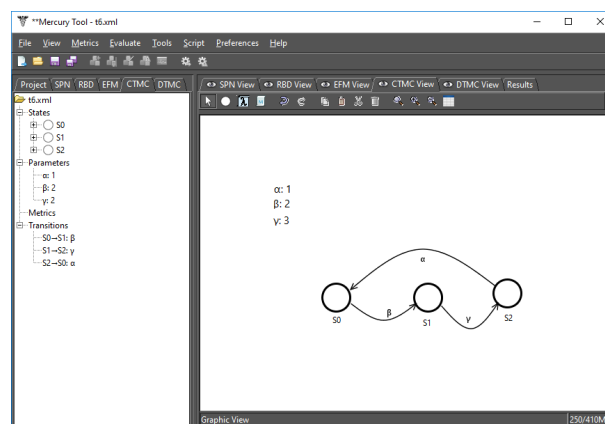 **Mercury Tool - t6.xml
File View Metrics Evaluate Tools Script Preferences Help
Project SPN RBD EFM CTMC DTMC
SPN View RBD View EFM View CTMC View DTMC View Results
t6.xml
States
S0
S1
S2
Parameters
α: 1
β: 2
γ: 2
Metrics
Transitions
S0→S1: β
S1→S2: γ
S2→S0: α
α: 1
β: 2
γ: 3
α
β
γ
S0
S1
S2
Graphic View
250/410M